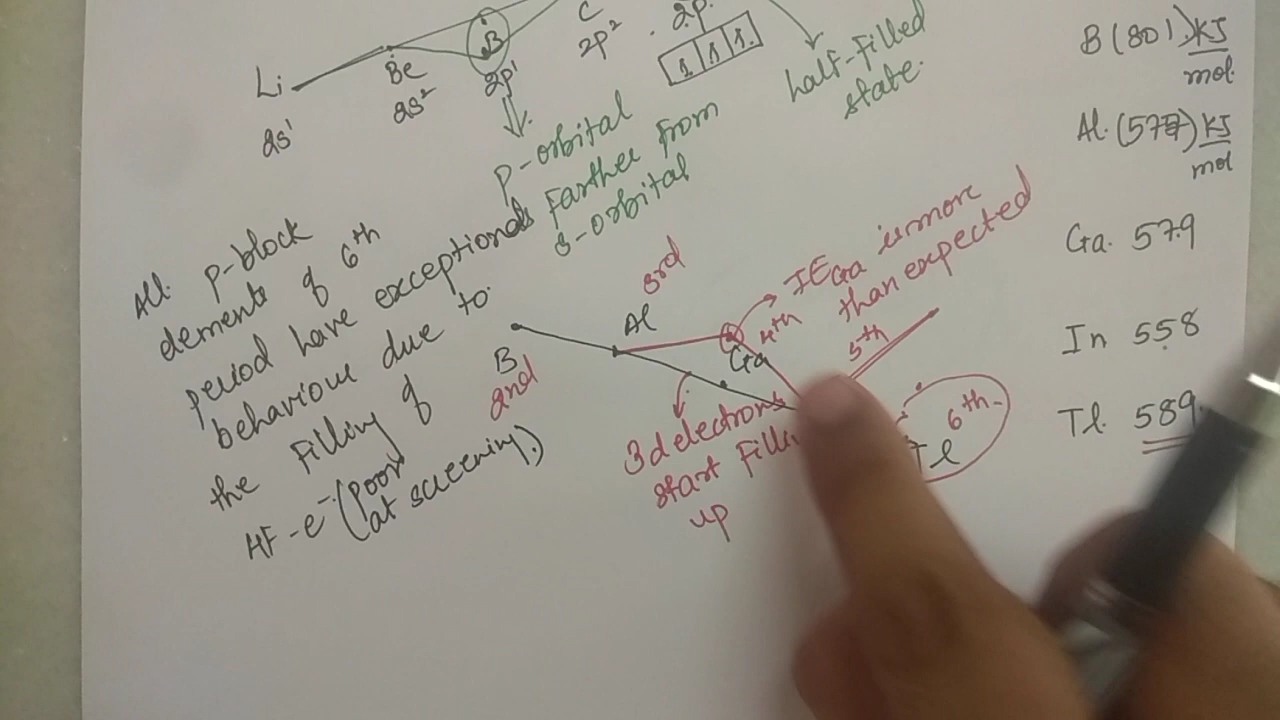 C
2p²
2p
1 1 1.
Li
2s¹
Be
2s²
B
2p¹
p-orbital
farther from
s-orbital
half-filled
state.
B (801) KJ/mol.
Al. (577) KJ/mol
Ga. 579
In 558
Tl. 589.
All p-block
elements of 6th
period have exceptional
behaviour due to
the filling of
4f-e⁻ (Poor
at screening.)
B
2nd
Al
3rd
Ga
4th
IE Ga is more
than expected
5th
6th
Tl
3d electrons
start
up